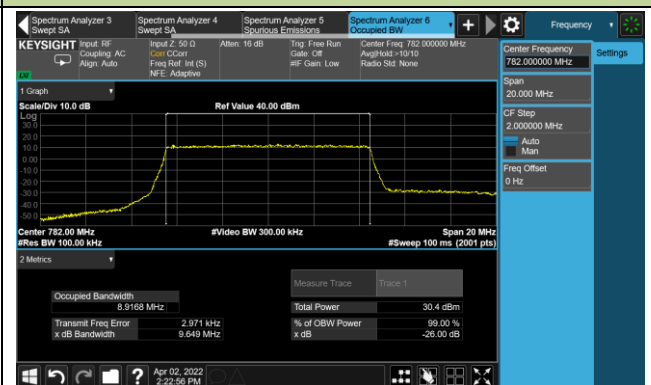 Spectrum Analyzer 3 Spectrum Analyzer 4 Spectrum Analyzer 5 Spectrum Analyzer 6
Swept SA Swept SA Spurious Emissions Occupied BW
Frequency
KEYSIGHT Input: RF Input Z: 50 Ω Atten: 16 dB Trig: Free Run Center Freq: 782.000000 MHz
Coupling: AC Corr CCorr Gate: Off Avg|Hold:>10/10
Align: Auto Freq Ref: Int (S) #IF Gain: Low Radio Std: None
NFE: Adaptive
LW
Center Frequency
782.000000 MHz
Settings
Span
20.000 MHz
CF Step
2.000000 MHz
Auto
Man
Freq Offset
0 Hz
1 Graph
Scale/Div 10.0 dB Ref Value 40.00 dBm
Log
30.0
20.0
10.0
0.00
-10.0
-20.0
-30.0
-40.0
-50.0
Center 782.00 MHz #Video BW 300.00 kHz Span 20 MHz
#Res BW 100.00 kHz #Sweep 100 ms (2001 pts)
2 Metrics
Measure Trace Trace 1
Occupied Bandwidth
8.9168 MHz Total Power 30.4 dBm
Transmit Freq Error 2.971 kHz % of OBW Power 99.00 %
x dB Bandwidth 9.649 MHz x dB -26.00 dB
? Apr 02, 2022
2:22:56 PM